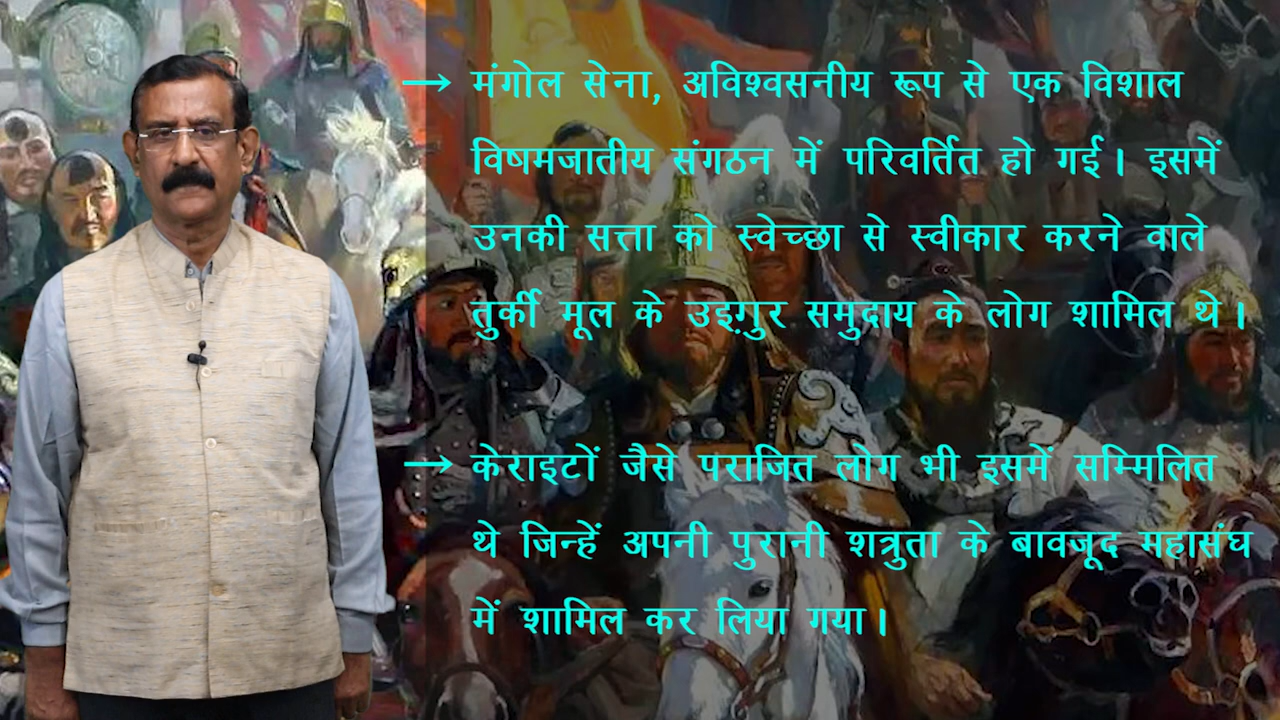 → मंगोल सेना, अविश्वसनीय रूप से एक विशाल
विषमजातीय संगठन में परिवर्तित हो गई। इसमें
उनकी सत्ता को स्वेच्छा से स्वीकार करने वाले
तुर्की मूल के उइग़ुर समुदाय के लोग शामिल थे।
→ केराइटों जैसे पराजित लोग भी इसमें सम्मिलित
थे जिन्हें अपनी पुरानी शत्रुता के बावजूद महासंघ
में शामिल कर लिया गया।